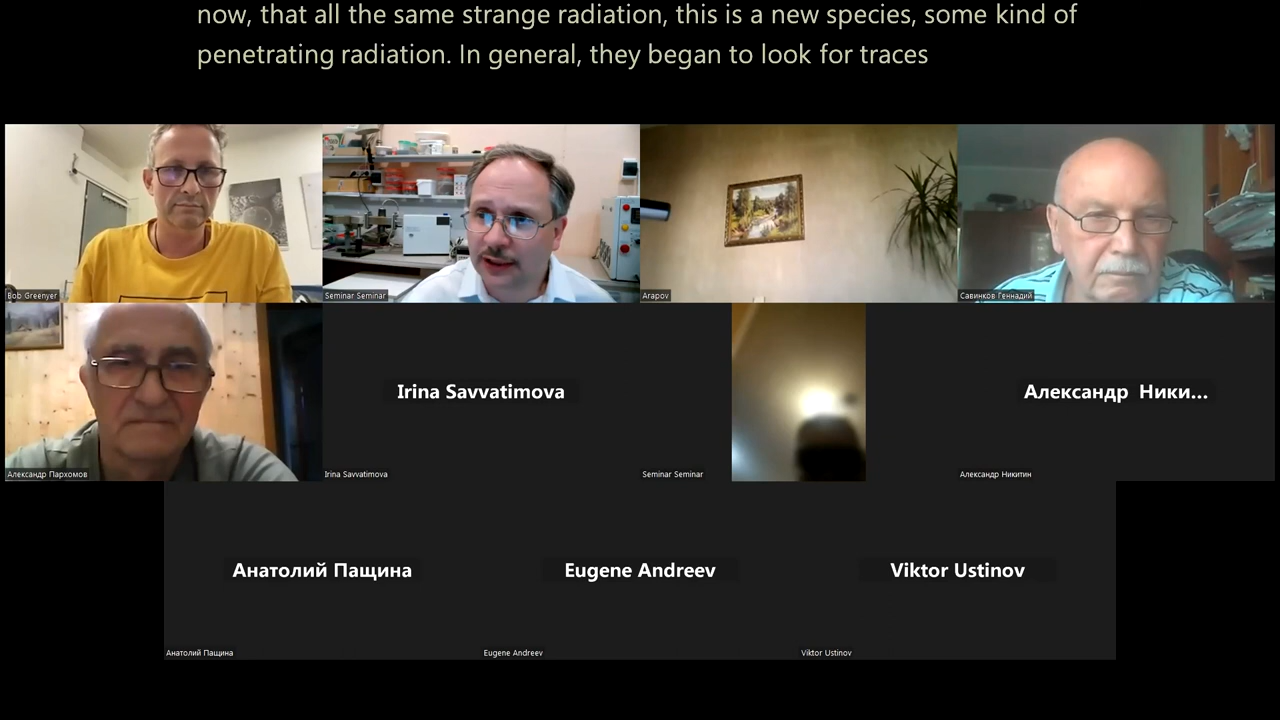 now, that all the same strange radiation, this is a new species, some kind of
penetrating radiation. In general, they began to look for traces
Bob Greenyer
Seminar Seminar
Arapov
Савинков Геннадий
Irina Savvatimova
Александр Ники...
Александр Пархомов
Irina Savvatimova
Seminar Seminar
Александр Никитин
Анатолий Пащина
Eugene Andreev
Viktor Ustinov
Анатолий Пащина
Eugene Andreev
Viktor Ustinov